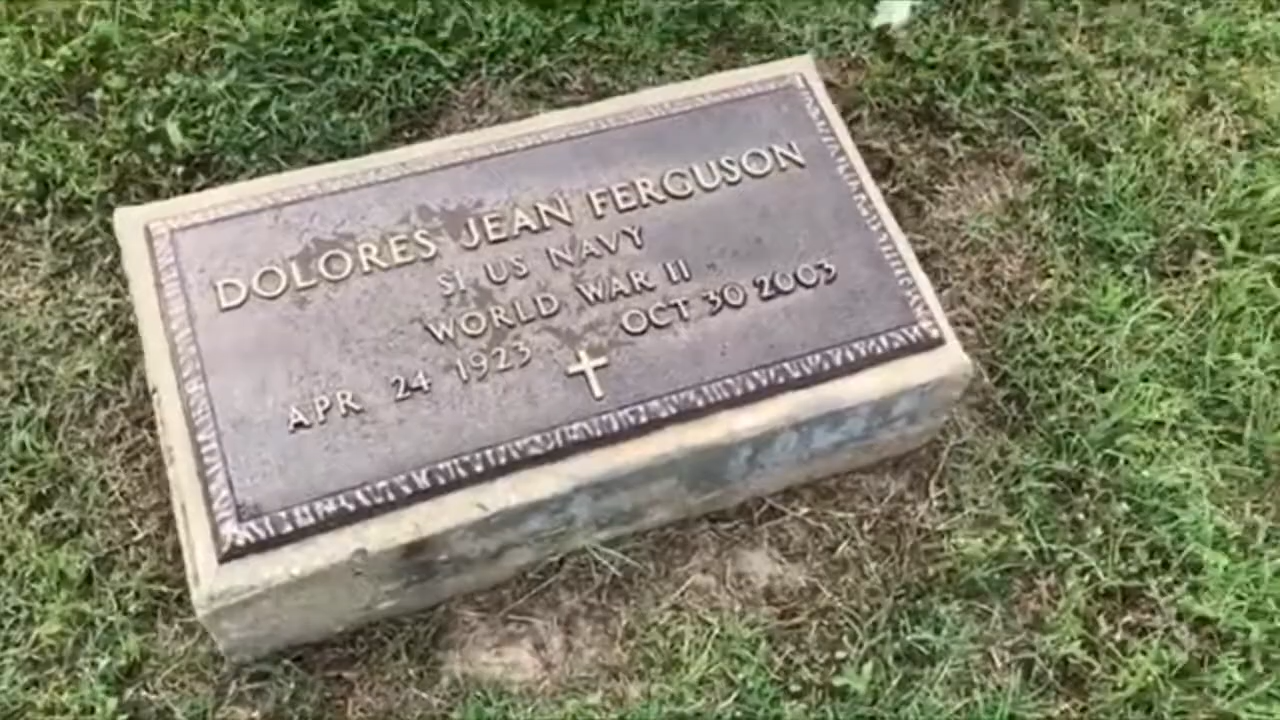 DOLORES JEAN FERGUSON
S1 US NAVY
WORLD WAR II
APR 24 1923 OCT 30 2003